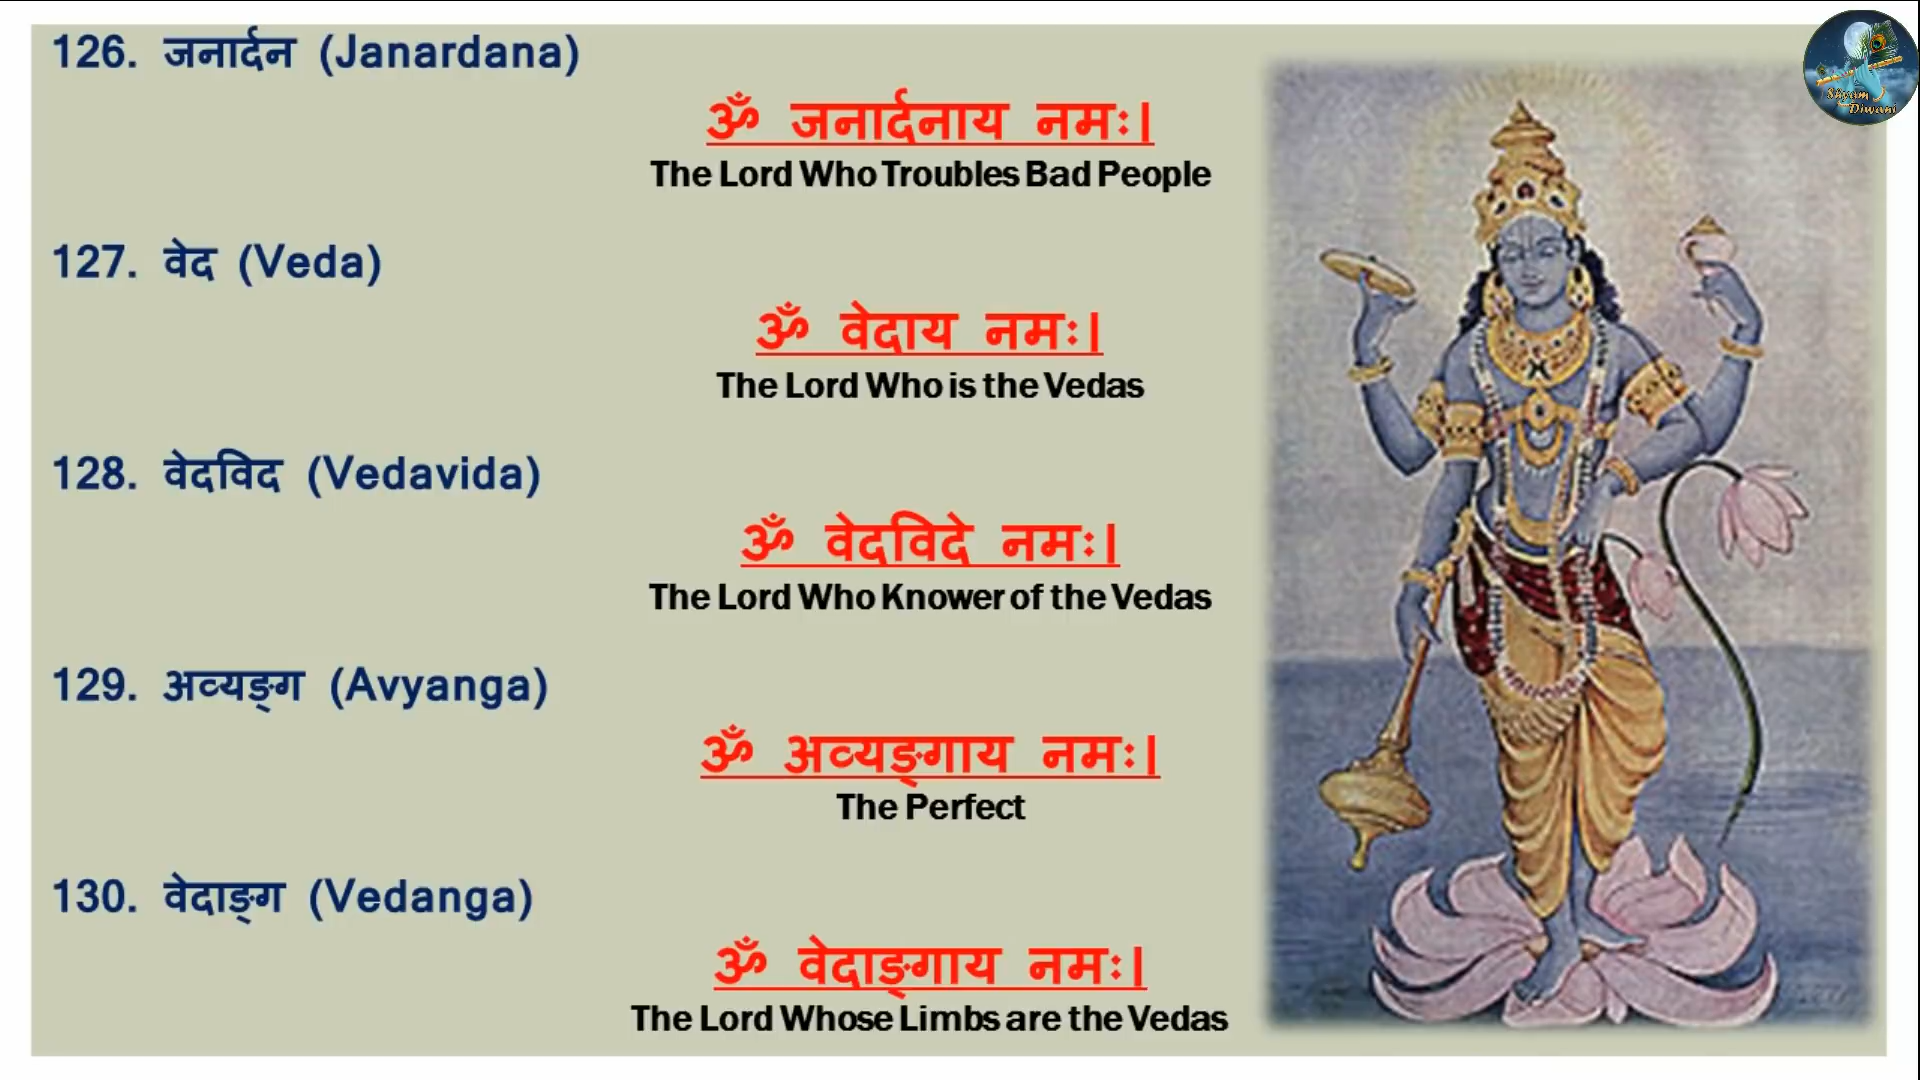 126. जनार्दन (Janardana)
ॐ जनार्दनाय नमः।
The Lord Who Troubles Bad People
127. वेद (Veda)
ॐ वेदाय नमः।
The Lord Who is the Vedas
128. वेदविद (Vedavida)
ॐ वेदविदे नमः।
The Lord Who Knower of the Vedas
129. अव्यङ्ग (Avyanga)
ॐ अव्यङ्गाय नमः।
The Perfect
130. वेदाङ्ग (Vedanga)
ॐ वेदाङ्गाय नमः।
The Lord Whose Limbs are the Vedas
Shyam
Diwani